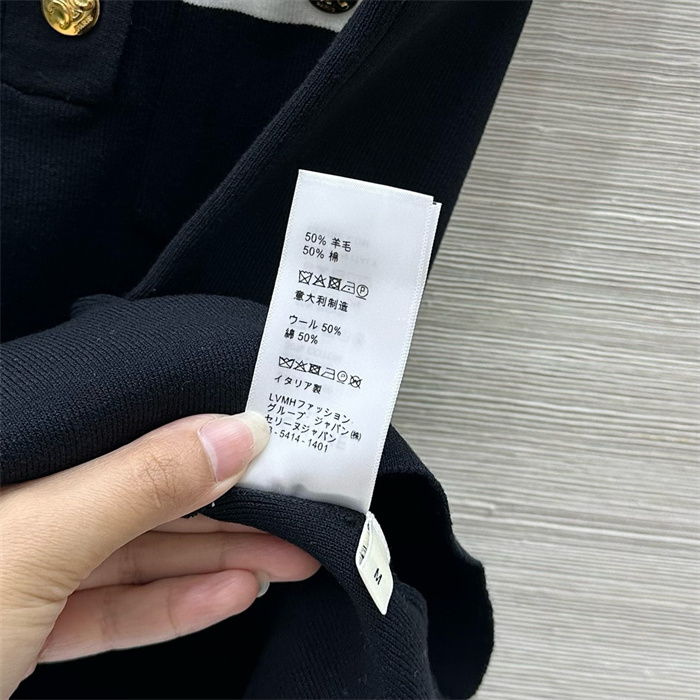 50% 羊毛
50% 棉
意大利制造
ウール 50%
綿 50%
イタリア製
LVMHファッション
グループ ジャパン㈱
セリーヌジャパン
3-5414-1401
M